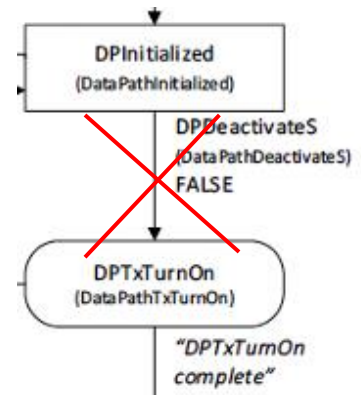 DPInitialized
(DataPathInitialized)
DPDeactivateS
(DataPathDeactivateS)
FALSE
DPTxTurnOn
(DataPathTxTurnOn)
"DPTxTurnOn
complete"